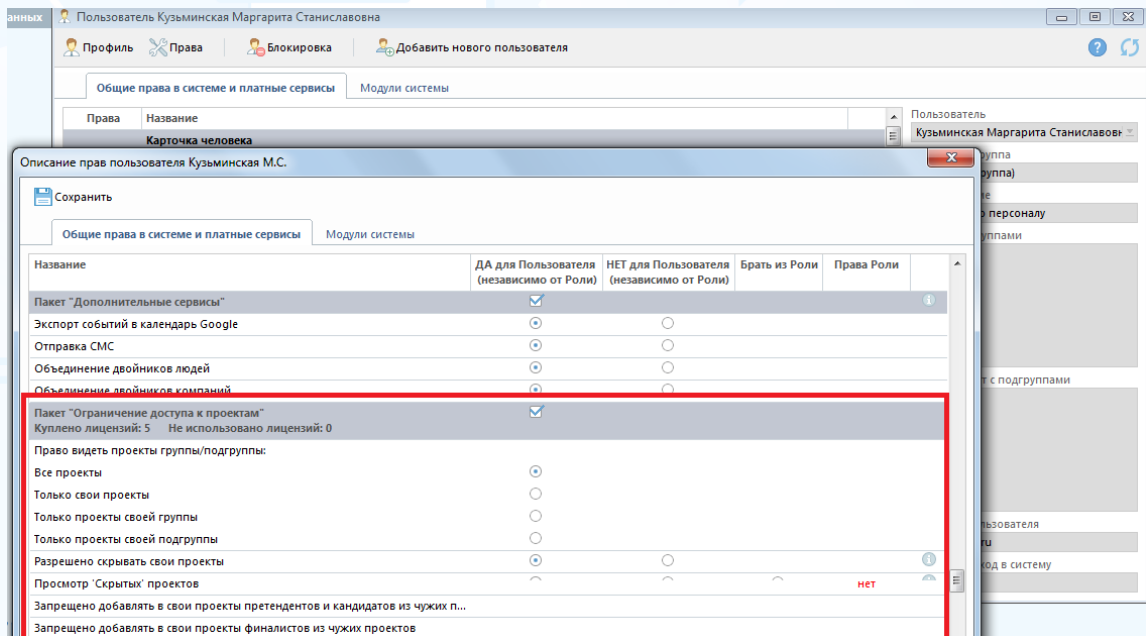 анных
Пользователь Кузьминская Маргарита Станиславовна
Профиль Права Блокировка Добавить нового пользователя
Общие права в системе и платные сервисы Модули системы
Права Название
Карточка человека
Пользователь
Кузьминская Маргарита Станиславовн
руппа
руппа)
ие
о персоналу
уппами
т с подгруппами
льзователя
ru
ход в систему
Описание прав пользователя Кузьминская М.С.
Сохранить
Общие права в системе и платные сервисы Модули системы
Название ДА для Пользователя (независимо от Роли) НЕТ для Пользователя (независимо от Роли) Брать из Роли Права Роли
Пакет "Дополнительные сервисы"
Экспорт событий в календарь Google
Отправка СМС
Объединение двойников людей
Объединение двойников компаний
Пакет "Ограничение доступа к проектам"
Куплено лицензий: 5 Не использовано лицензий: 0
Право видеть проекты группы/подгруппы:
Все проекты
Только свои проекты
Только проекты своей группы
Только проекты своей подгруппы
Разрешено скрывать свои проекты
Просмотр 'Скрытых' проектов нет
Запрещено добавлять в свои проекты претендентов и кандидатов из чужих п...
Запрещено добавлять в свои проекты финалистов из чужих проектов